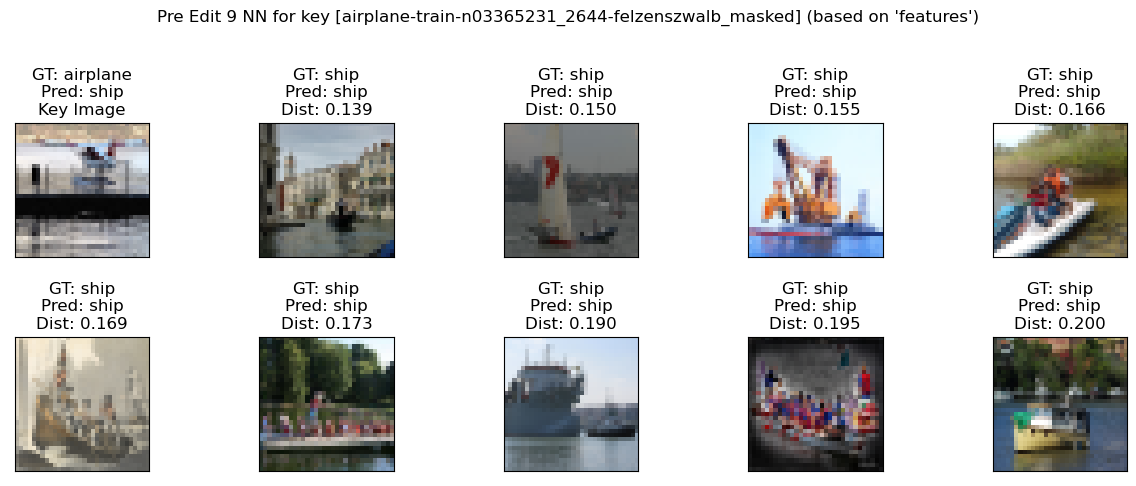 Pre Edit 9 NN for key [airplane-train-n03365231_2644-felzenszwalb_masked] (based on 'features')
GT: airplane
Pred: ship
Key Image
GT: ship
Pred: ship
Dist: 0.139
GT: ship
Pred: ship
Dist: 0.150
GT: ship
Pred: ship
Dist: 0.155
GT: ship
Pred: ship
Dist: 0.166
GT: ship
Pred: ship
Dist: 0.169
GT: ship
Pred: ship
Dist: 0.173
GT: ship
Pred: ship
Dist: 0.190
GT: ship
Pred: ship
Dist: 0.195
GT: ship
Pred: ship
Dist: 0.200